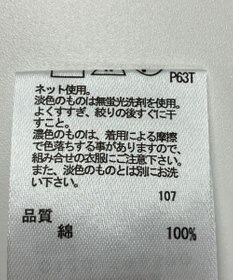 P63T
ネット使用。
淡色のものは無蛍光洗剤を使用。
よくすすぎ、絞りの後すぐに干
すこと。
濃色のものは、着用による摩擦
で色落ちする事がありますので、
組み合せの衣服にご注意下さい。
また、淡色のものとは別にお洗
い下さい。
107
品質
綿 100%